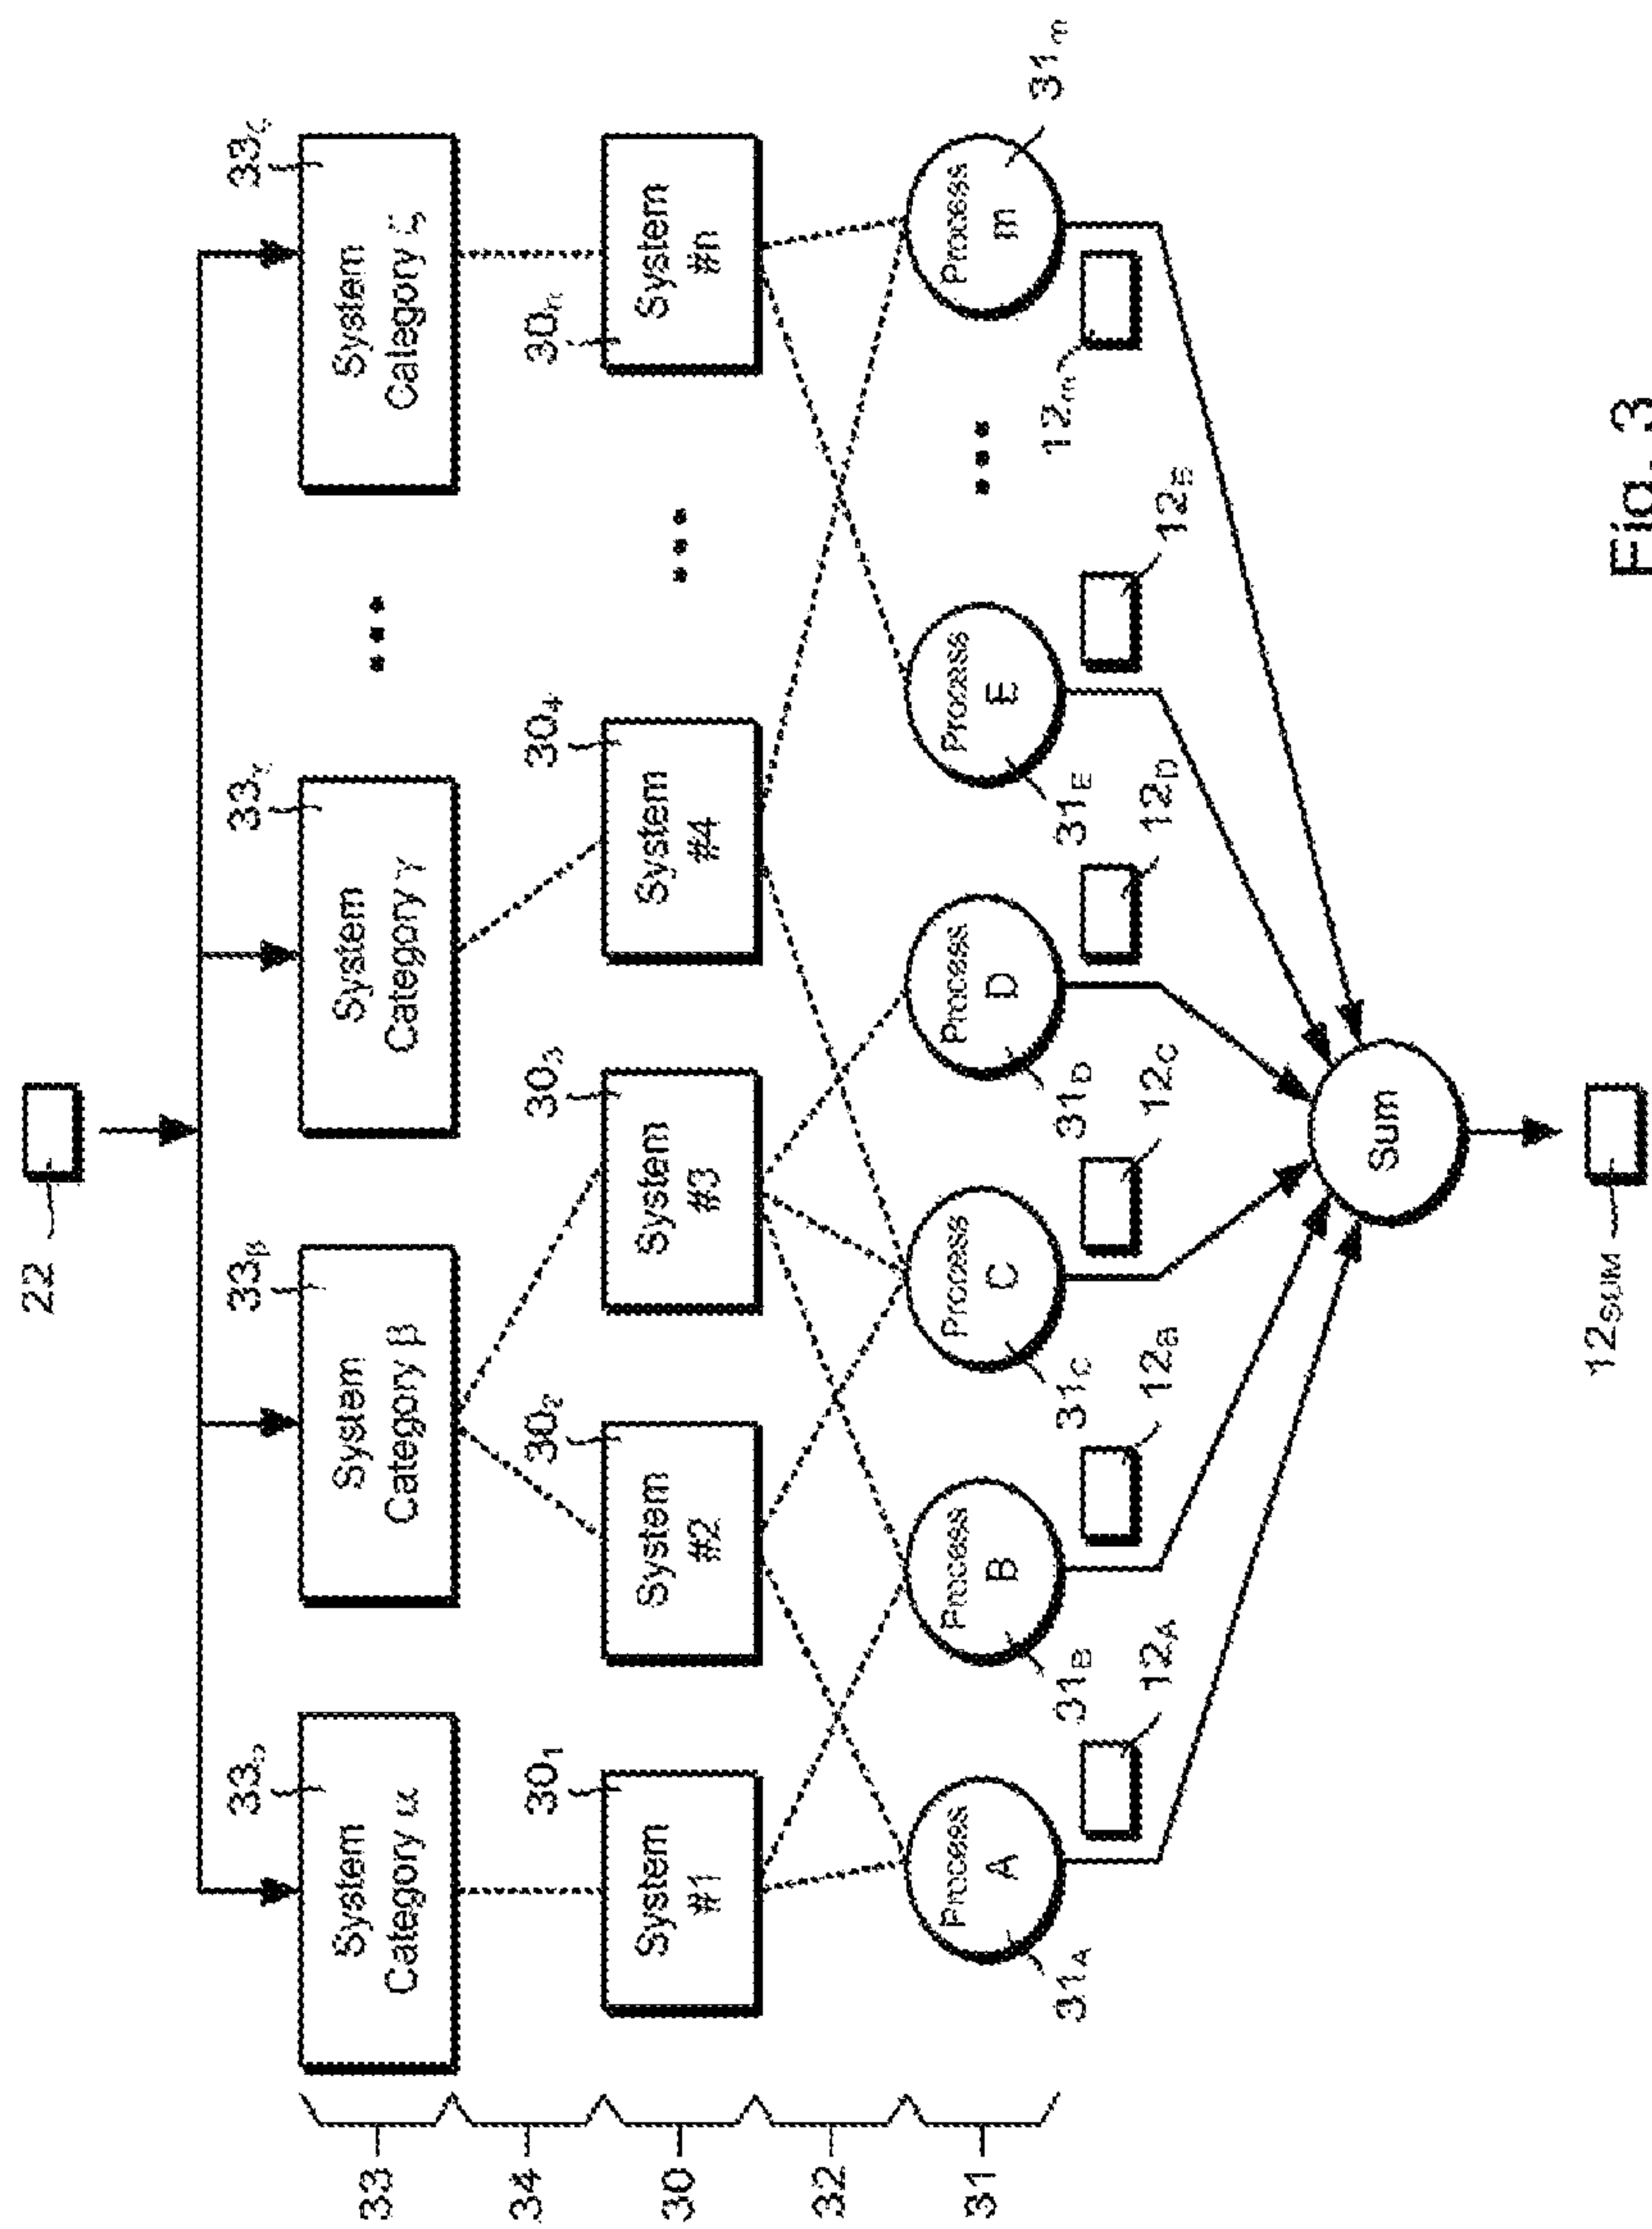 22
33α
33β
33γ
33ζ
System
Category α
System
Category β
System
Category γ
System
Category ζ
33
34
30₁
30₂
30₃
30₄
30ₙ
System
#1
System
#2
System
#3
System
#4
System
#n
30
32
Process
A
Process
B
Process
C
Process
D
Process
E
Process
m
31
31A
31B
31C
31D
31E
31m
12A
12B
12C
12D
12E
12m
Sum
12SUM
Fig. 3